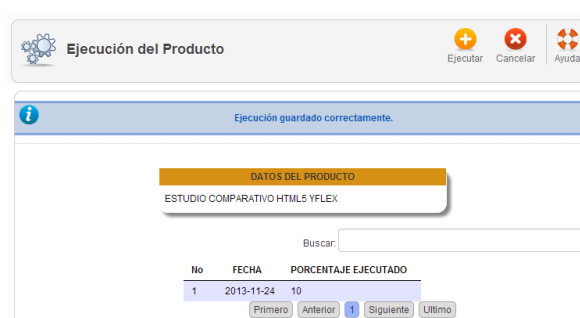 Ejecución del Producto
Ejecutar Cancelar Ayuda
Ejecución guardado correctamente.
DATOS DEL PRODUCTO
ESTUDIO COMPARATIVO HTML5 YFLEX
Buscar:
No FECHA PORCENTAJE EJECUTADO
1 2013-11-24 10
Primero Anterior 1 Siguiente Ultimo